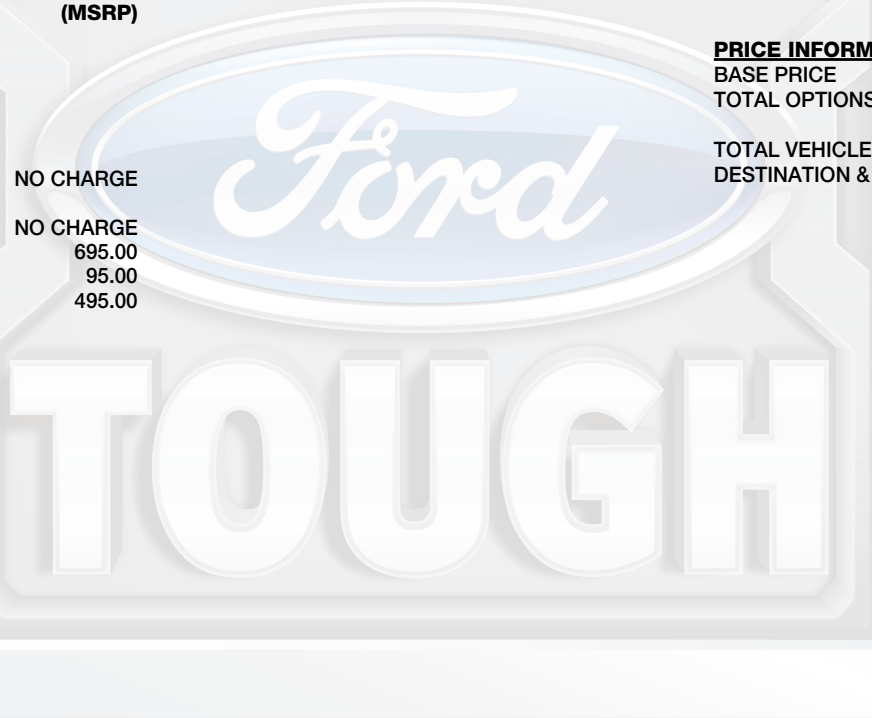 (MSRP)
NO CHARGE
NO CHARGE
695.00
95.00
495.00
PRICE INFORM
BASE PRICE
TOTAL OPTIONS
TOTAL VEHICLE
DESTINATION &
Ford
TOUGH